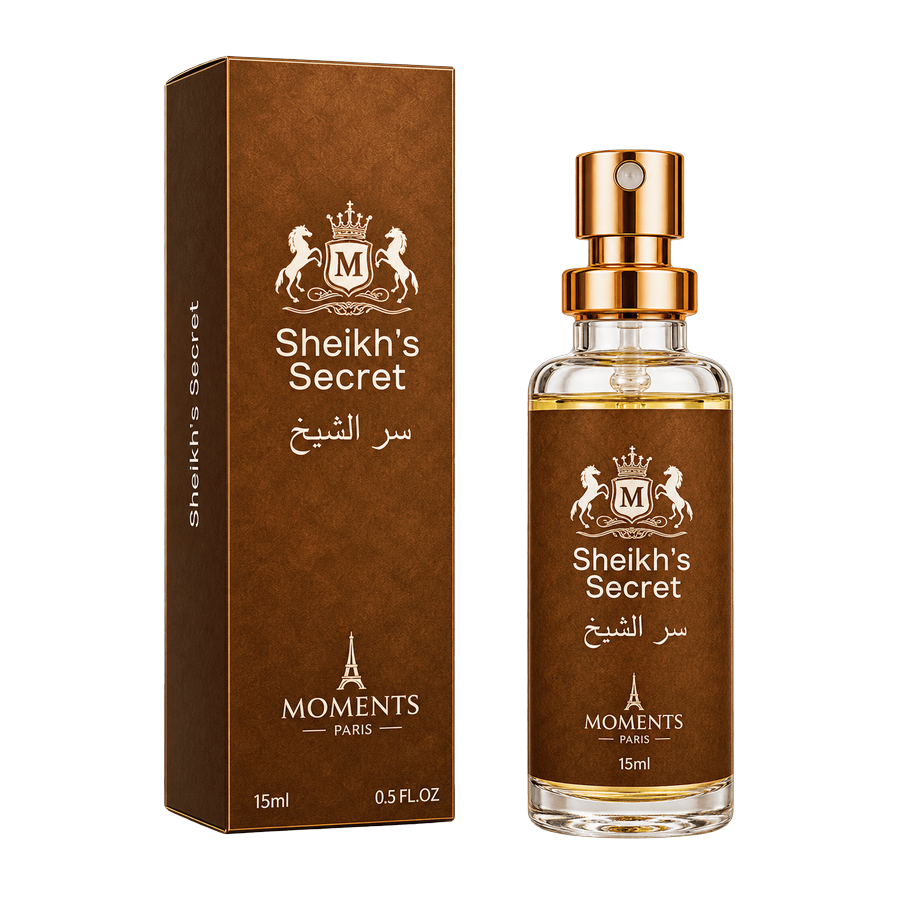 Sheikh's Secret
M
Sheikh's
Secret
سر الشيخ
MOMENTS
PARIS
15ml
0.5 FL.OZ
M
Sheikh's
Secret
سر الشيخ
MOMENTS
PARIS
15ml